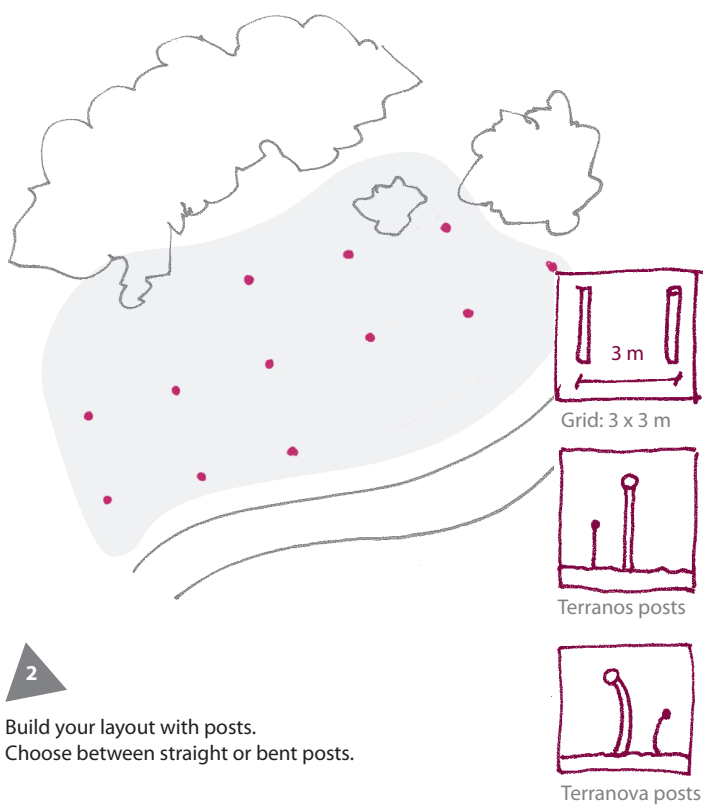 3 m
Grid: 3 x 3 m
Terranos posts
2
Build your layout with posts.
Choose between straight or bent posts.
Terranova posts